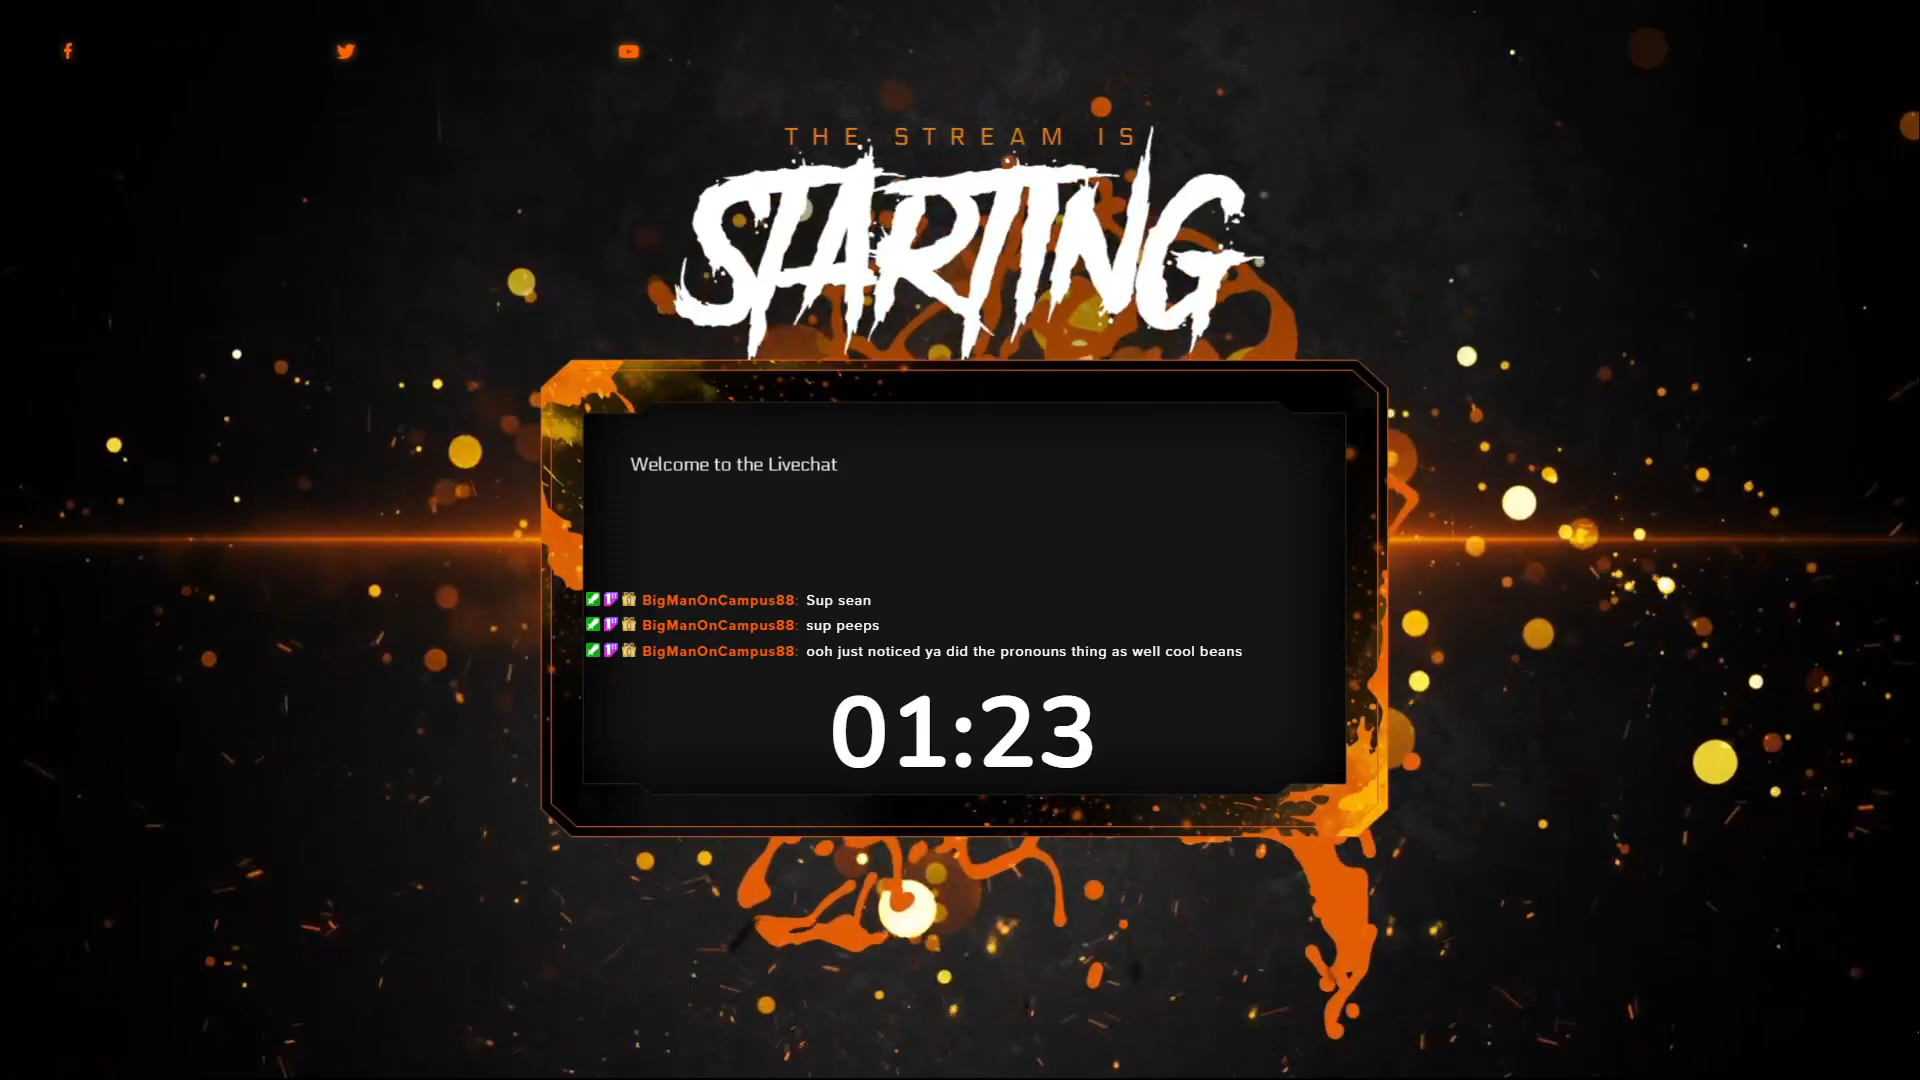 THE STREAM IS
STARTING
Welcome to the Livechat
BigManOnCampus88: Sup sean
BigManOnCampus88: sup peeps
BigManOnCampus88: ooh just noticed ya did the pronouns thing as well cool beans
01:23